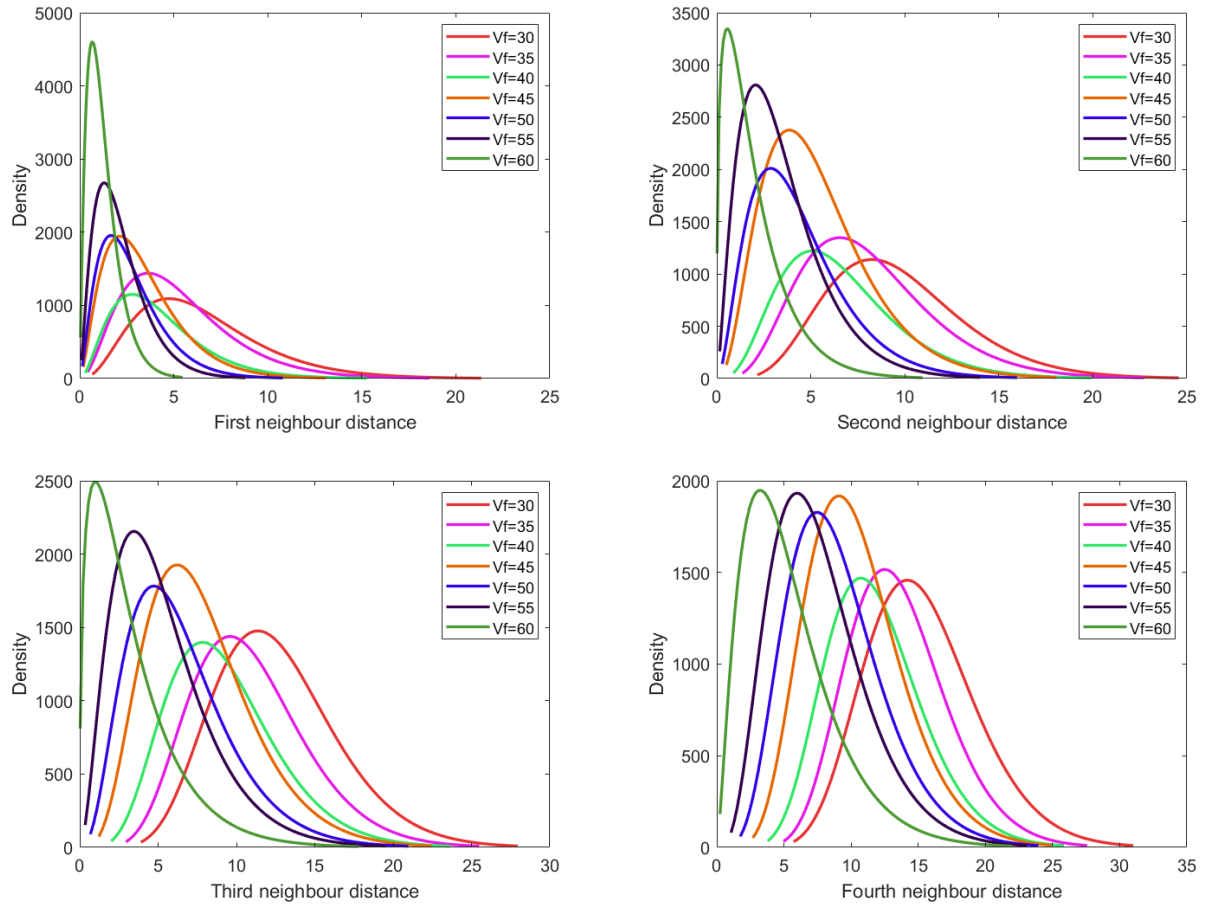 5000
4000
3000
2000
1000
0
Density
0
5
10
15
20
25
First neighbour distance
Vf=30
Vf=35
Vf=40
Vf=45
Vf=50
Vf=55
Vf=60
3500
3000
2500
2000
1500
1000
500
0
Density
0
5
10
15
20
25
Second neighbour distance
Vf=30
Vf=35
Vf=40
Vf=45
Vf=50
Vf=55
Vf=60
2500
2000
1500
1000
500
0
Density
0
5
10
15
20
25
30
Third neighbour distance
Vf=30
Vf=35
Vf=40
Vf=45
Vf=50
Vf=55
Vf=60
2000
1500
1000
500
0
Density
0
5
10
15
20
25
30
35
Fourth neighbour distance
Vf=30
Vf=35
Vf=40
Vf=45
Vf=50
Vf=55
Vf=60